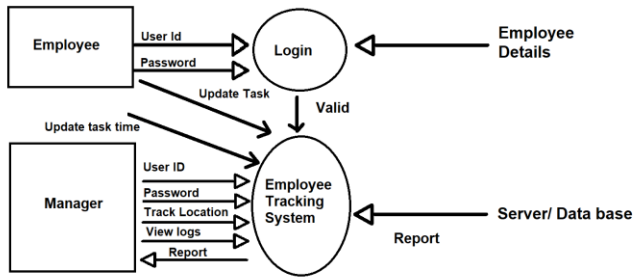 Employee
User Id
Password
Login
Employee
Details
Update Task
Valid
Update task time
Manager
User ID
Password
Track Location
View logs
Report
Employee
Tracking
System
Server/ Data base
Report